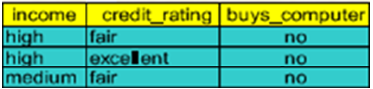 income credit_rating buys_computer
high fair no
high excellent no
medium fair no